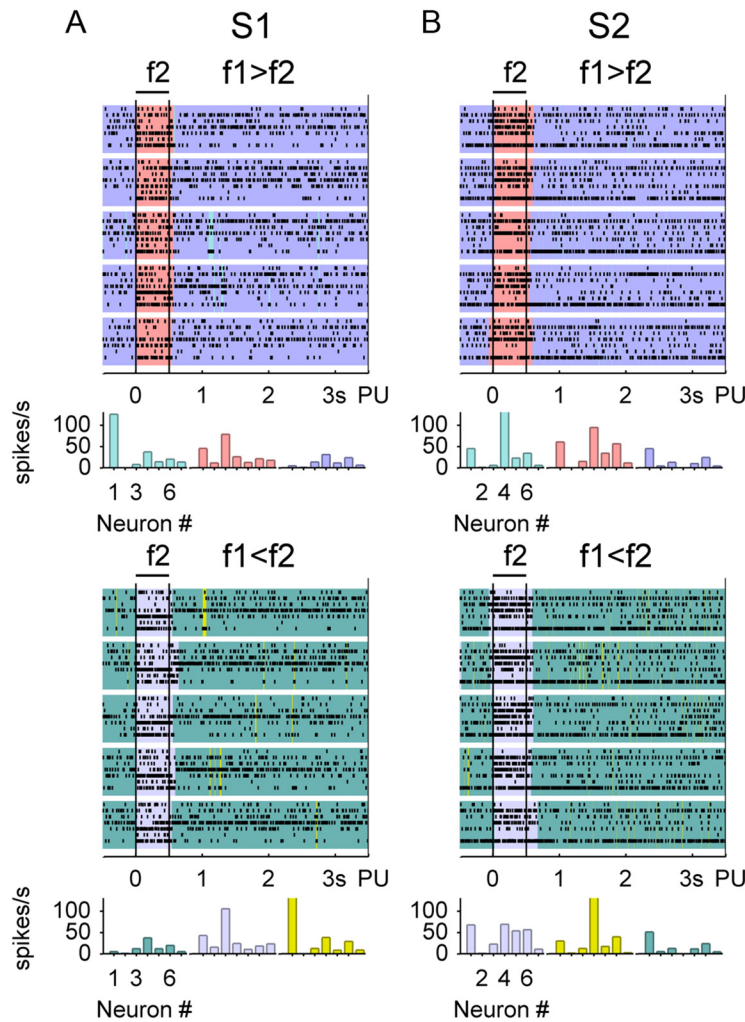 A S1 B S2
f2 f1>f2 f2 f1>f2
0 1 2 3s PU 0 1 2 3s PU
spikes/s 100 50 0 100 50 0
1 3 6 2 4 6
Neuron # Neuron #
f2 f1<f2 f2 f1<f2
0 1 2 3s PU 0 1 2 3s PU
spikes/s 100 50 0 100 50 0
1 3 6 2 4 6
Neuron # Neuron #